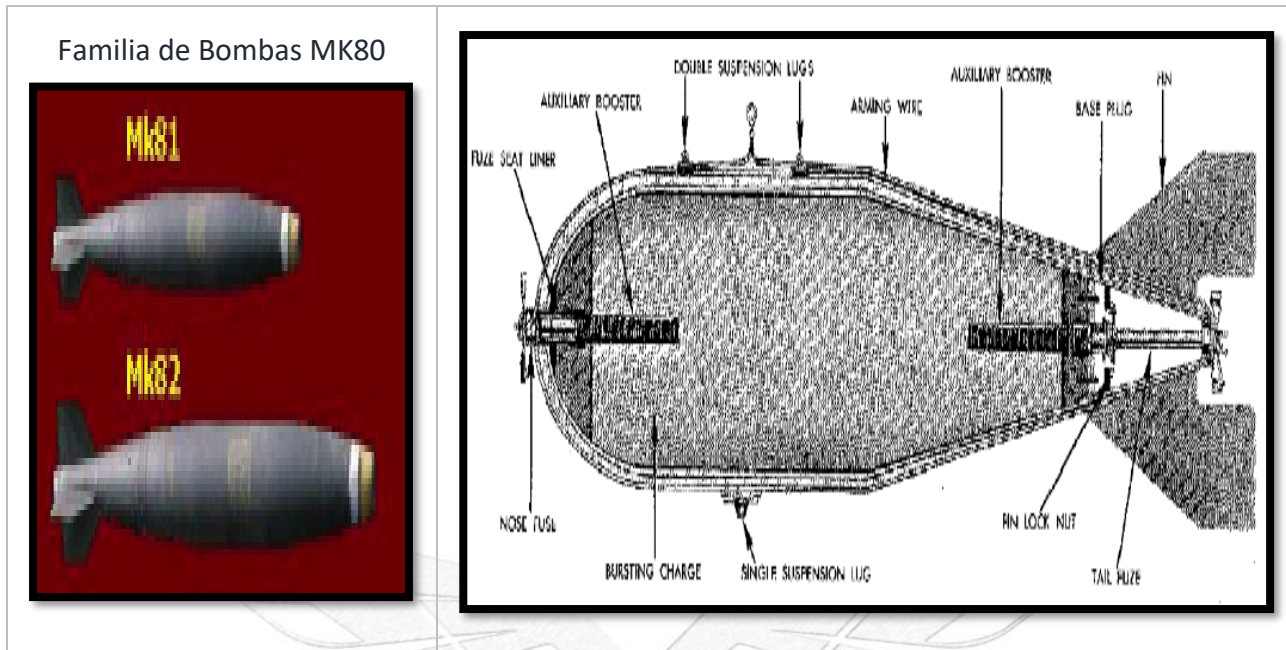 Familia de Bombas MK80
Mk81
Mk82
DOUBLE SUSPENSION LUGS
AUXILIARY BOOSTER
AUXILIARY BOOSTER
ARMING WIRE
FIN
BASE PLUG
FUZE SEAT LINER
NOSE FUSE
BURSTING CHARGE
SINGLE SUSPENSION LUG
FIN LOCK NUT
TAIL FUZE